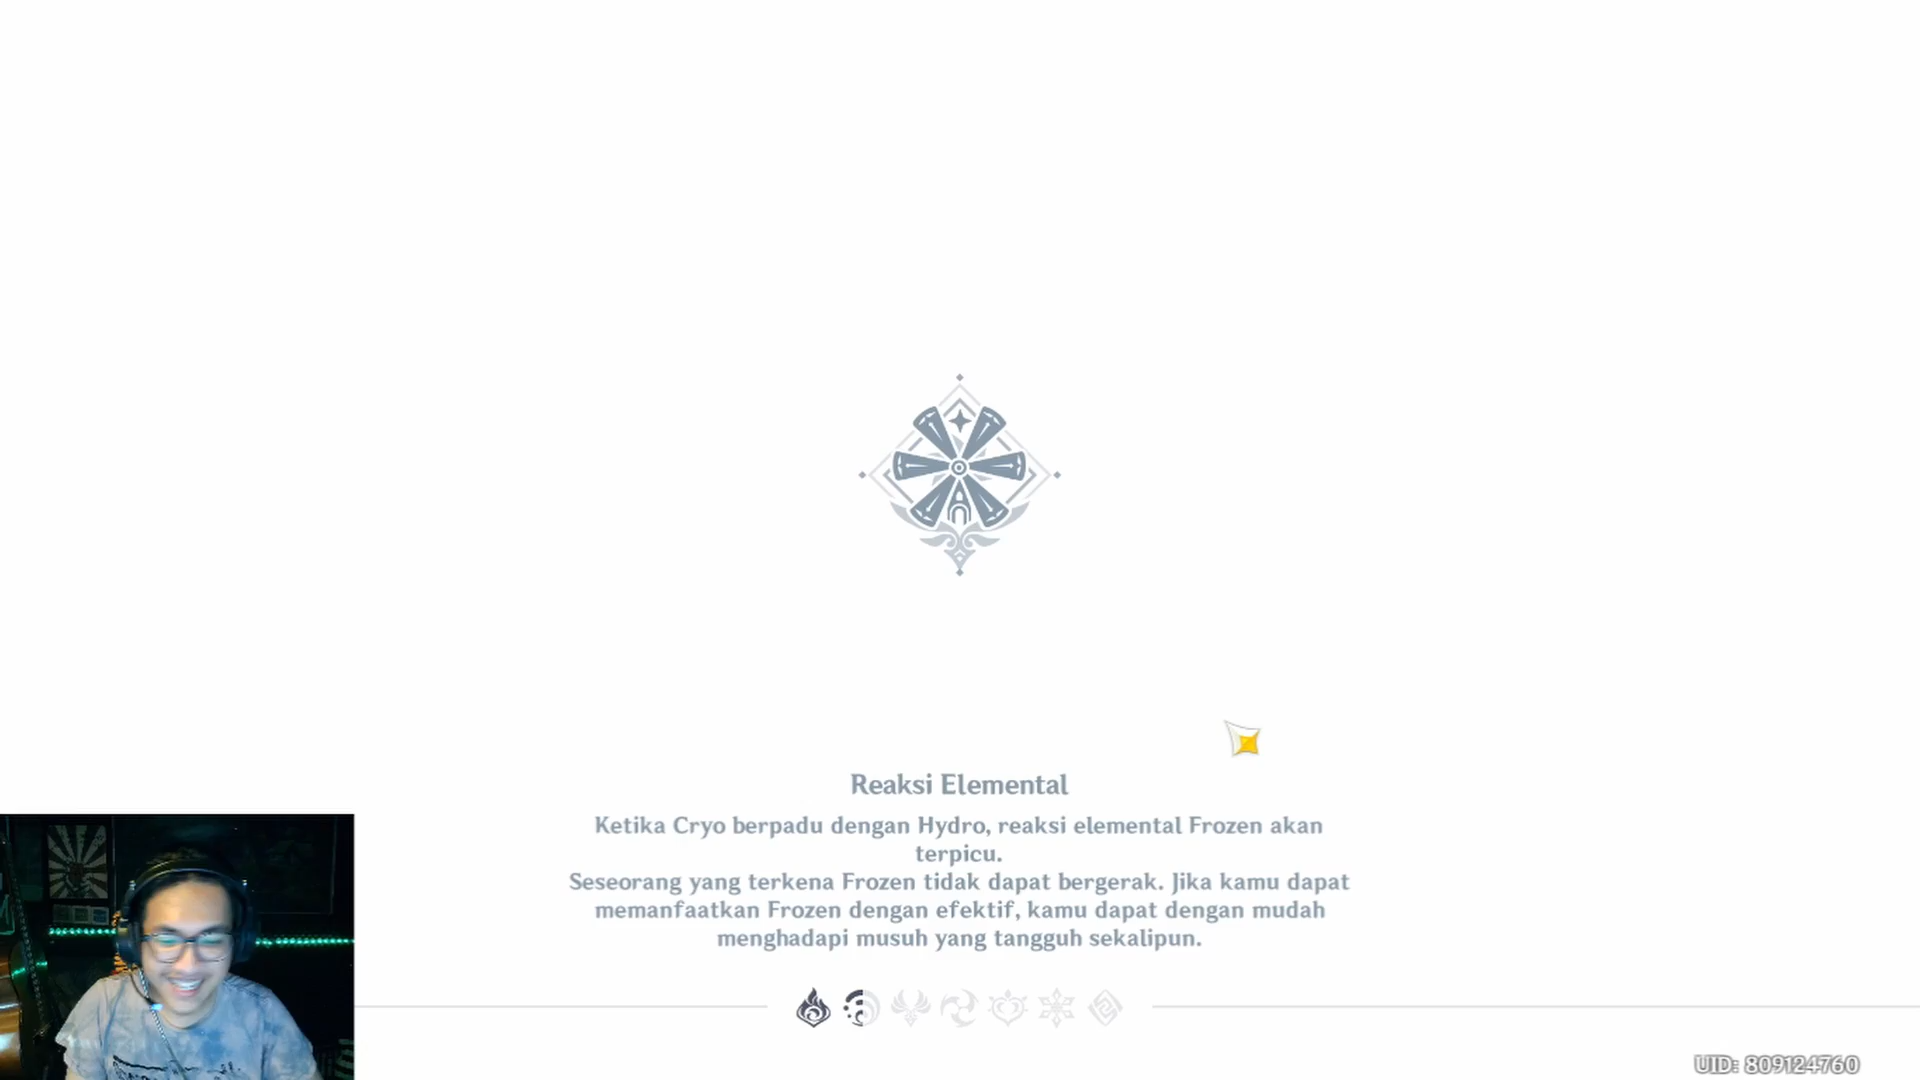 Reaksi Elemental
Ketika Cryo berpadu dengan Hydro, reaksi elemental Frozen akan
terpicu.
Seseorang yang terkena Frozen tidak dapat bergerak. Jika kamu dapat
memanfaatkan Frozen dengan efektif, kamu dapat dengan mudah
menghadapi musuh yang tangguh sekalipun.
UID: 809124760